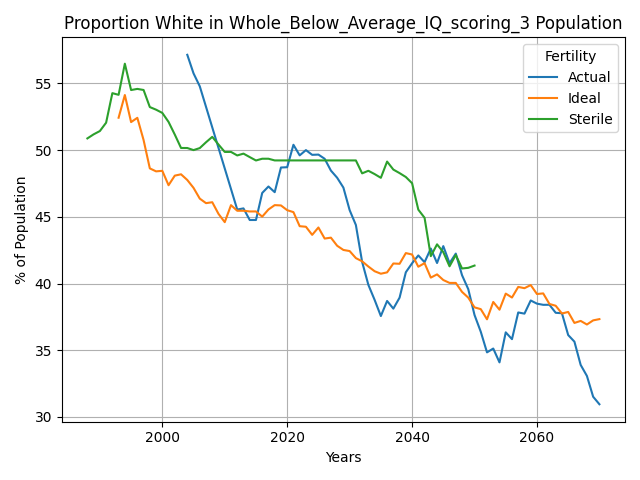 Proportion White in Whole_Below_Average_IQ_scoring_3 Population
Fertility
Actual
Ideal
Sterile
% of Population
55
50
45
40
35
30
2000
2020
2040
2060
Years